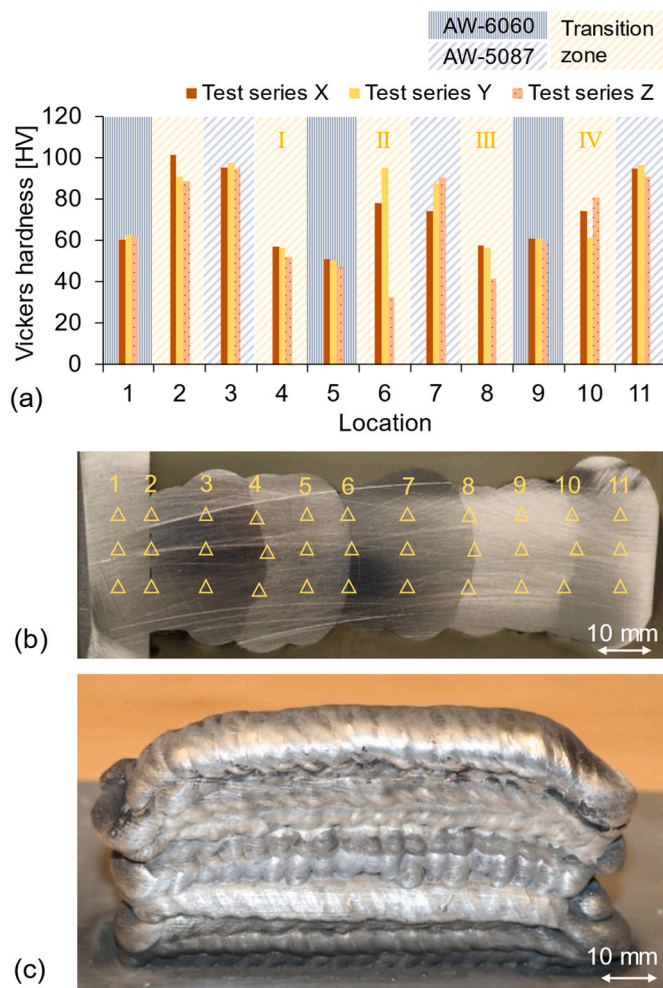 AW-6060
AW-5087
Transition
zone
Test series X
Test series Y
Test series Z
Vickers hardness [HV]
120
100
80
60
40
20
0
I
II
III
IV
1 2 3 4 5 6 7 8 9 10 11
Location
(a)
1 2 3 4 5 6 7 8 9 10 11
10 mm
(b)
10 mm
(c)